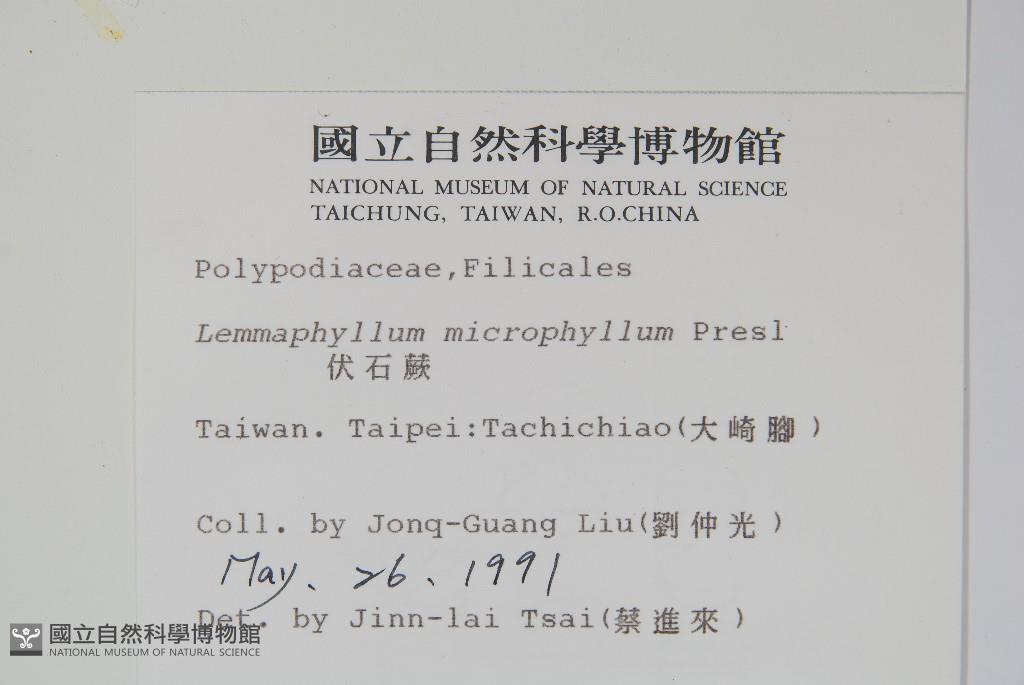 國立自然科學博物館
NATIONAL MUSEUM OF NATURAL SCIENCE
TAICHUNG, TAIWAN, R.O.CHINA
Polypodiaceae,Filicales
Lemmaphyllum microphyllum Presl
伏石蕨
Taiwan. Taipei:Tachichiao(大崎腳)
Coll. by Jonq-Guang Liu(劉仲光)
May. 26. 1991
Det. by Jinn-lai Tsai(蔡進來)
國立自然科學博物館
NATIONAL MUSEUM OF NATURAL SCIENCE